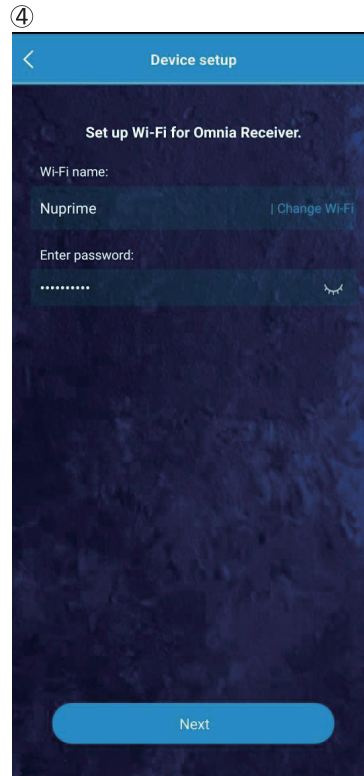 ④
Device setup
Set up Wi-Fi for Omnia Receiver.
Wi-Fi name:
Nuprime | Change Wi-Fi
Enter password:
••••••••••
Next